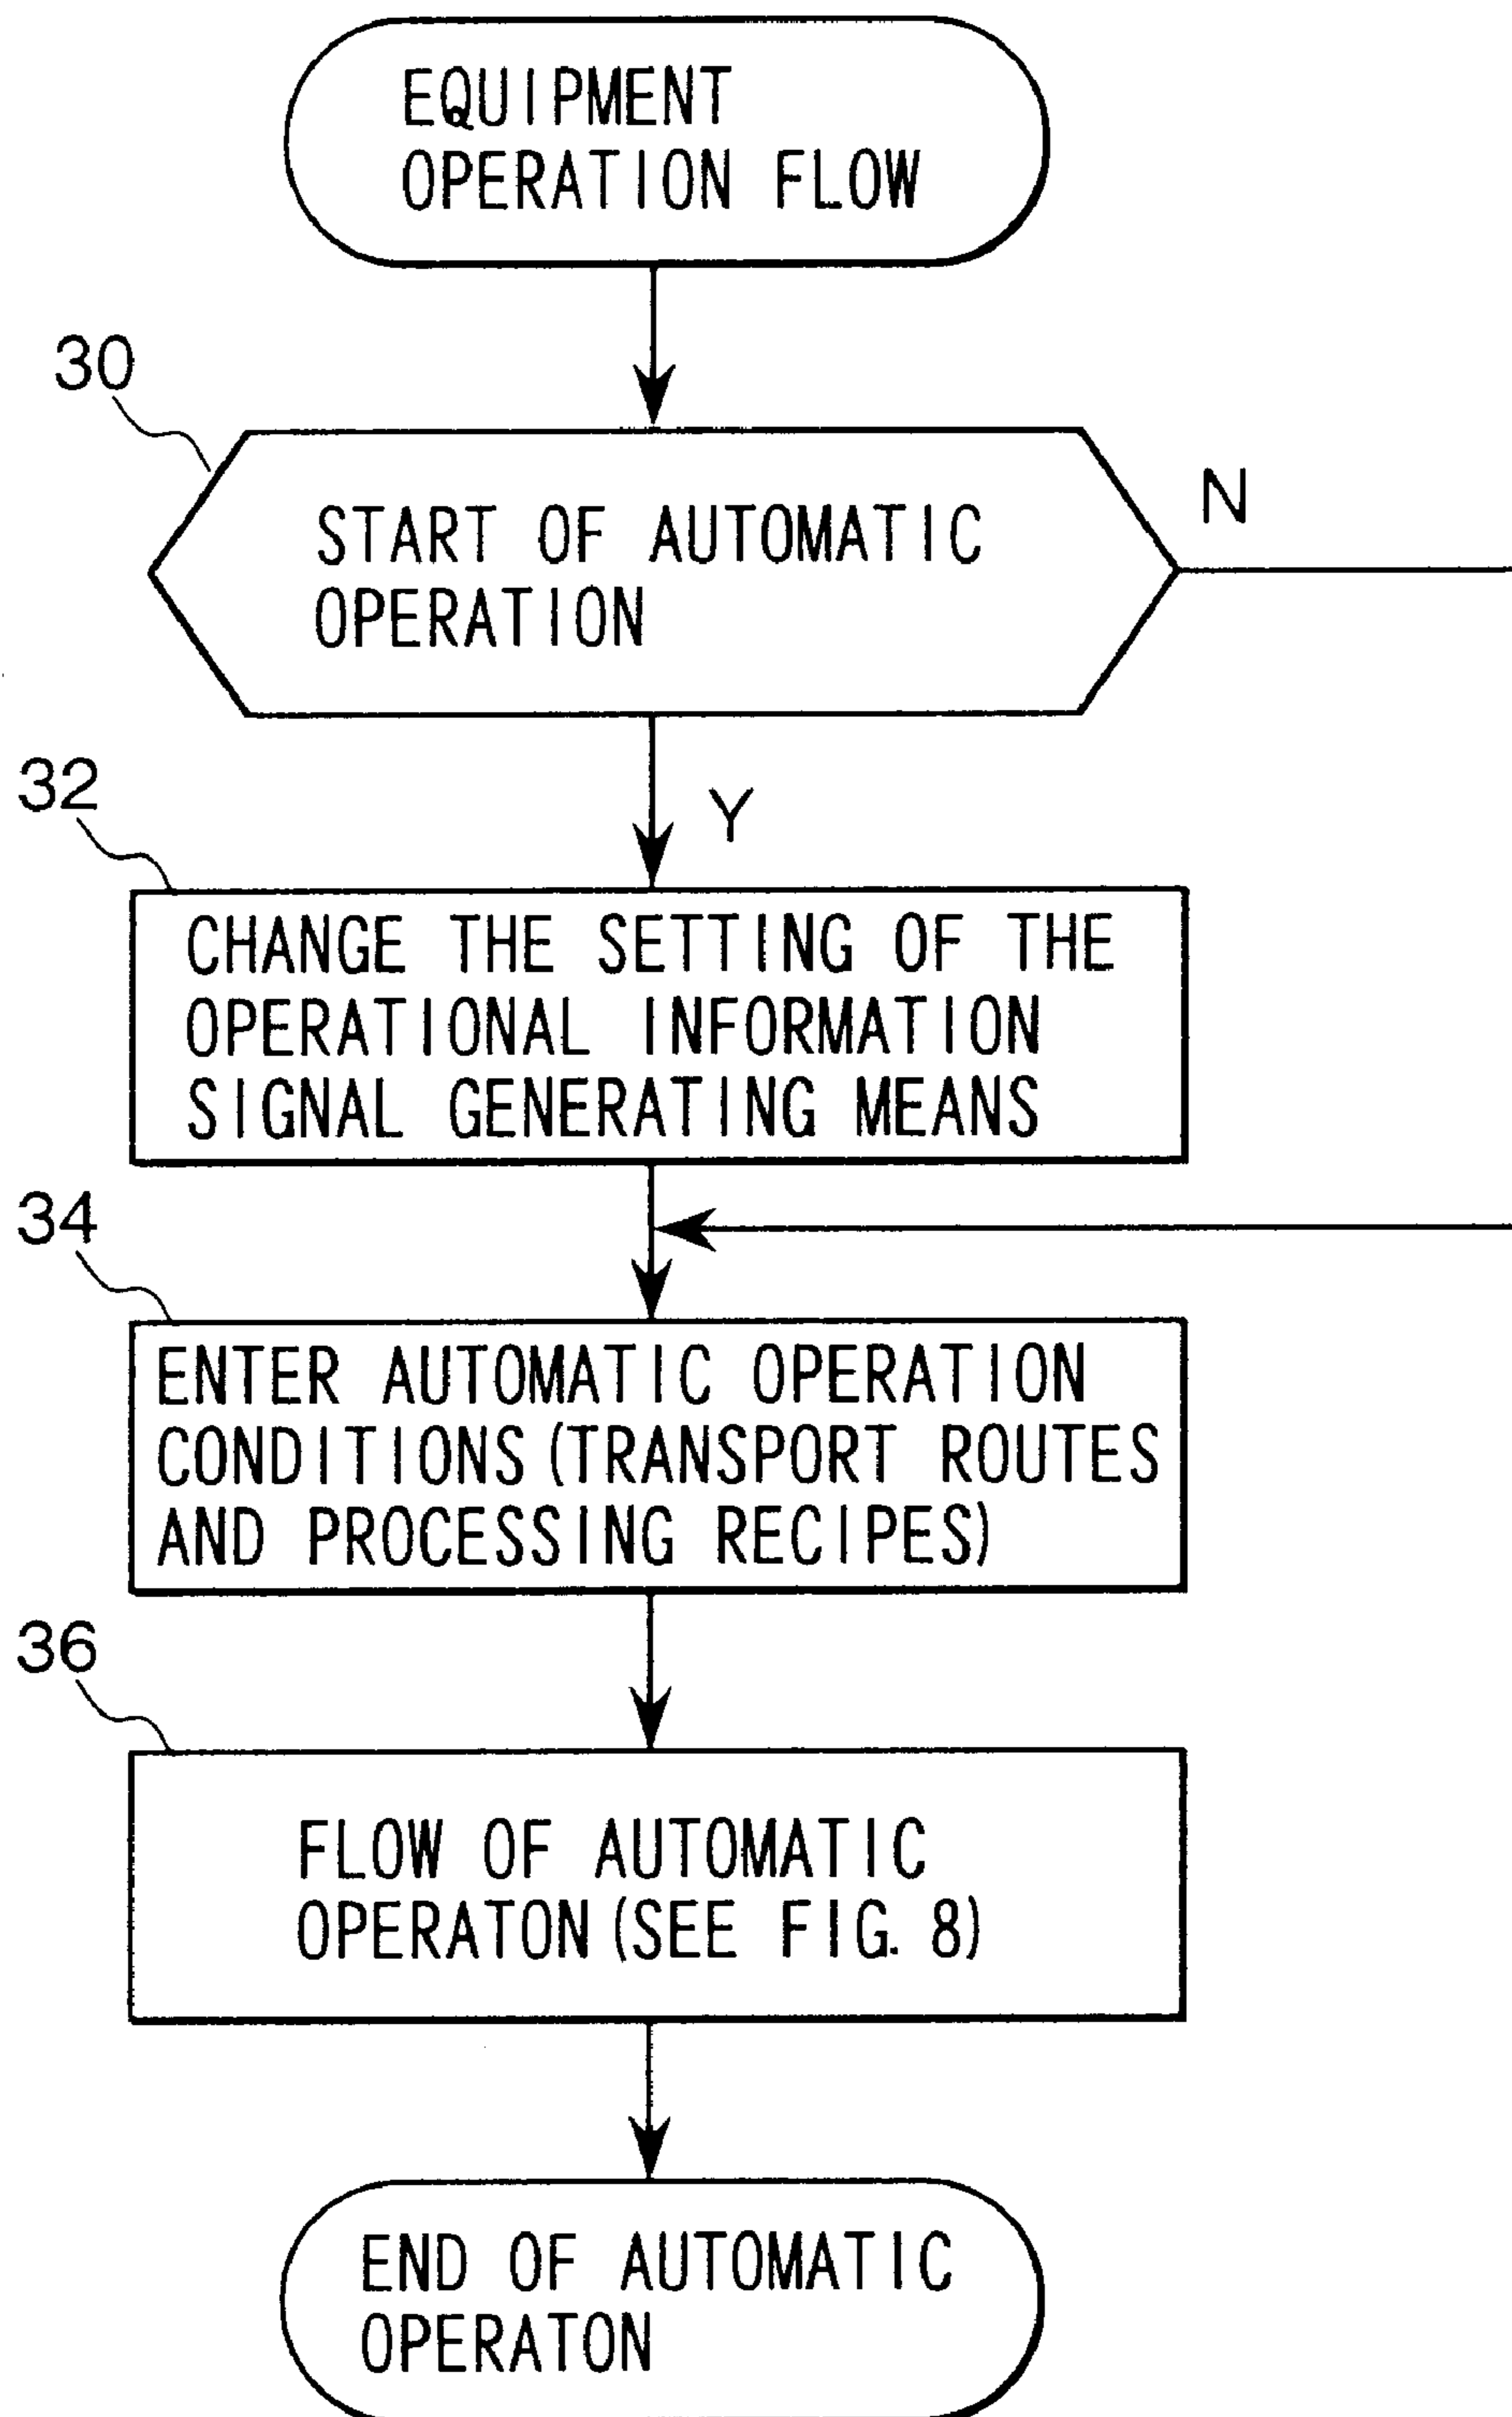 EQUIPMENT
OPERATION FLOW
30
START OF AUTOMATIC
OPERATION
N
Y
32
CHANGE THE SETTING OF THE
OPERATIONAL INFORMATION
SIGNAL GENERATING MEANS
34
ENTER AUTOMATIC OPERATION
CONDITIONS (TRANSPORT ROUTES
AND PROCESSING RECIPES)
36
FLOW OF AUTOMATIC
OPERATON (SEE FIG. 8)
END OF AUTOMATIC
OPERATON